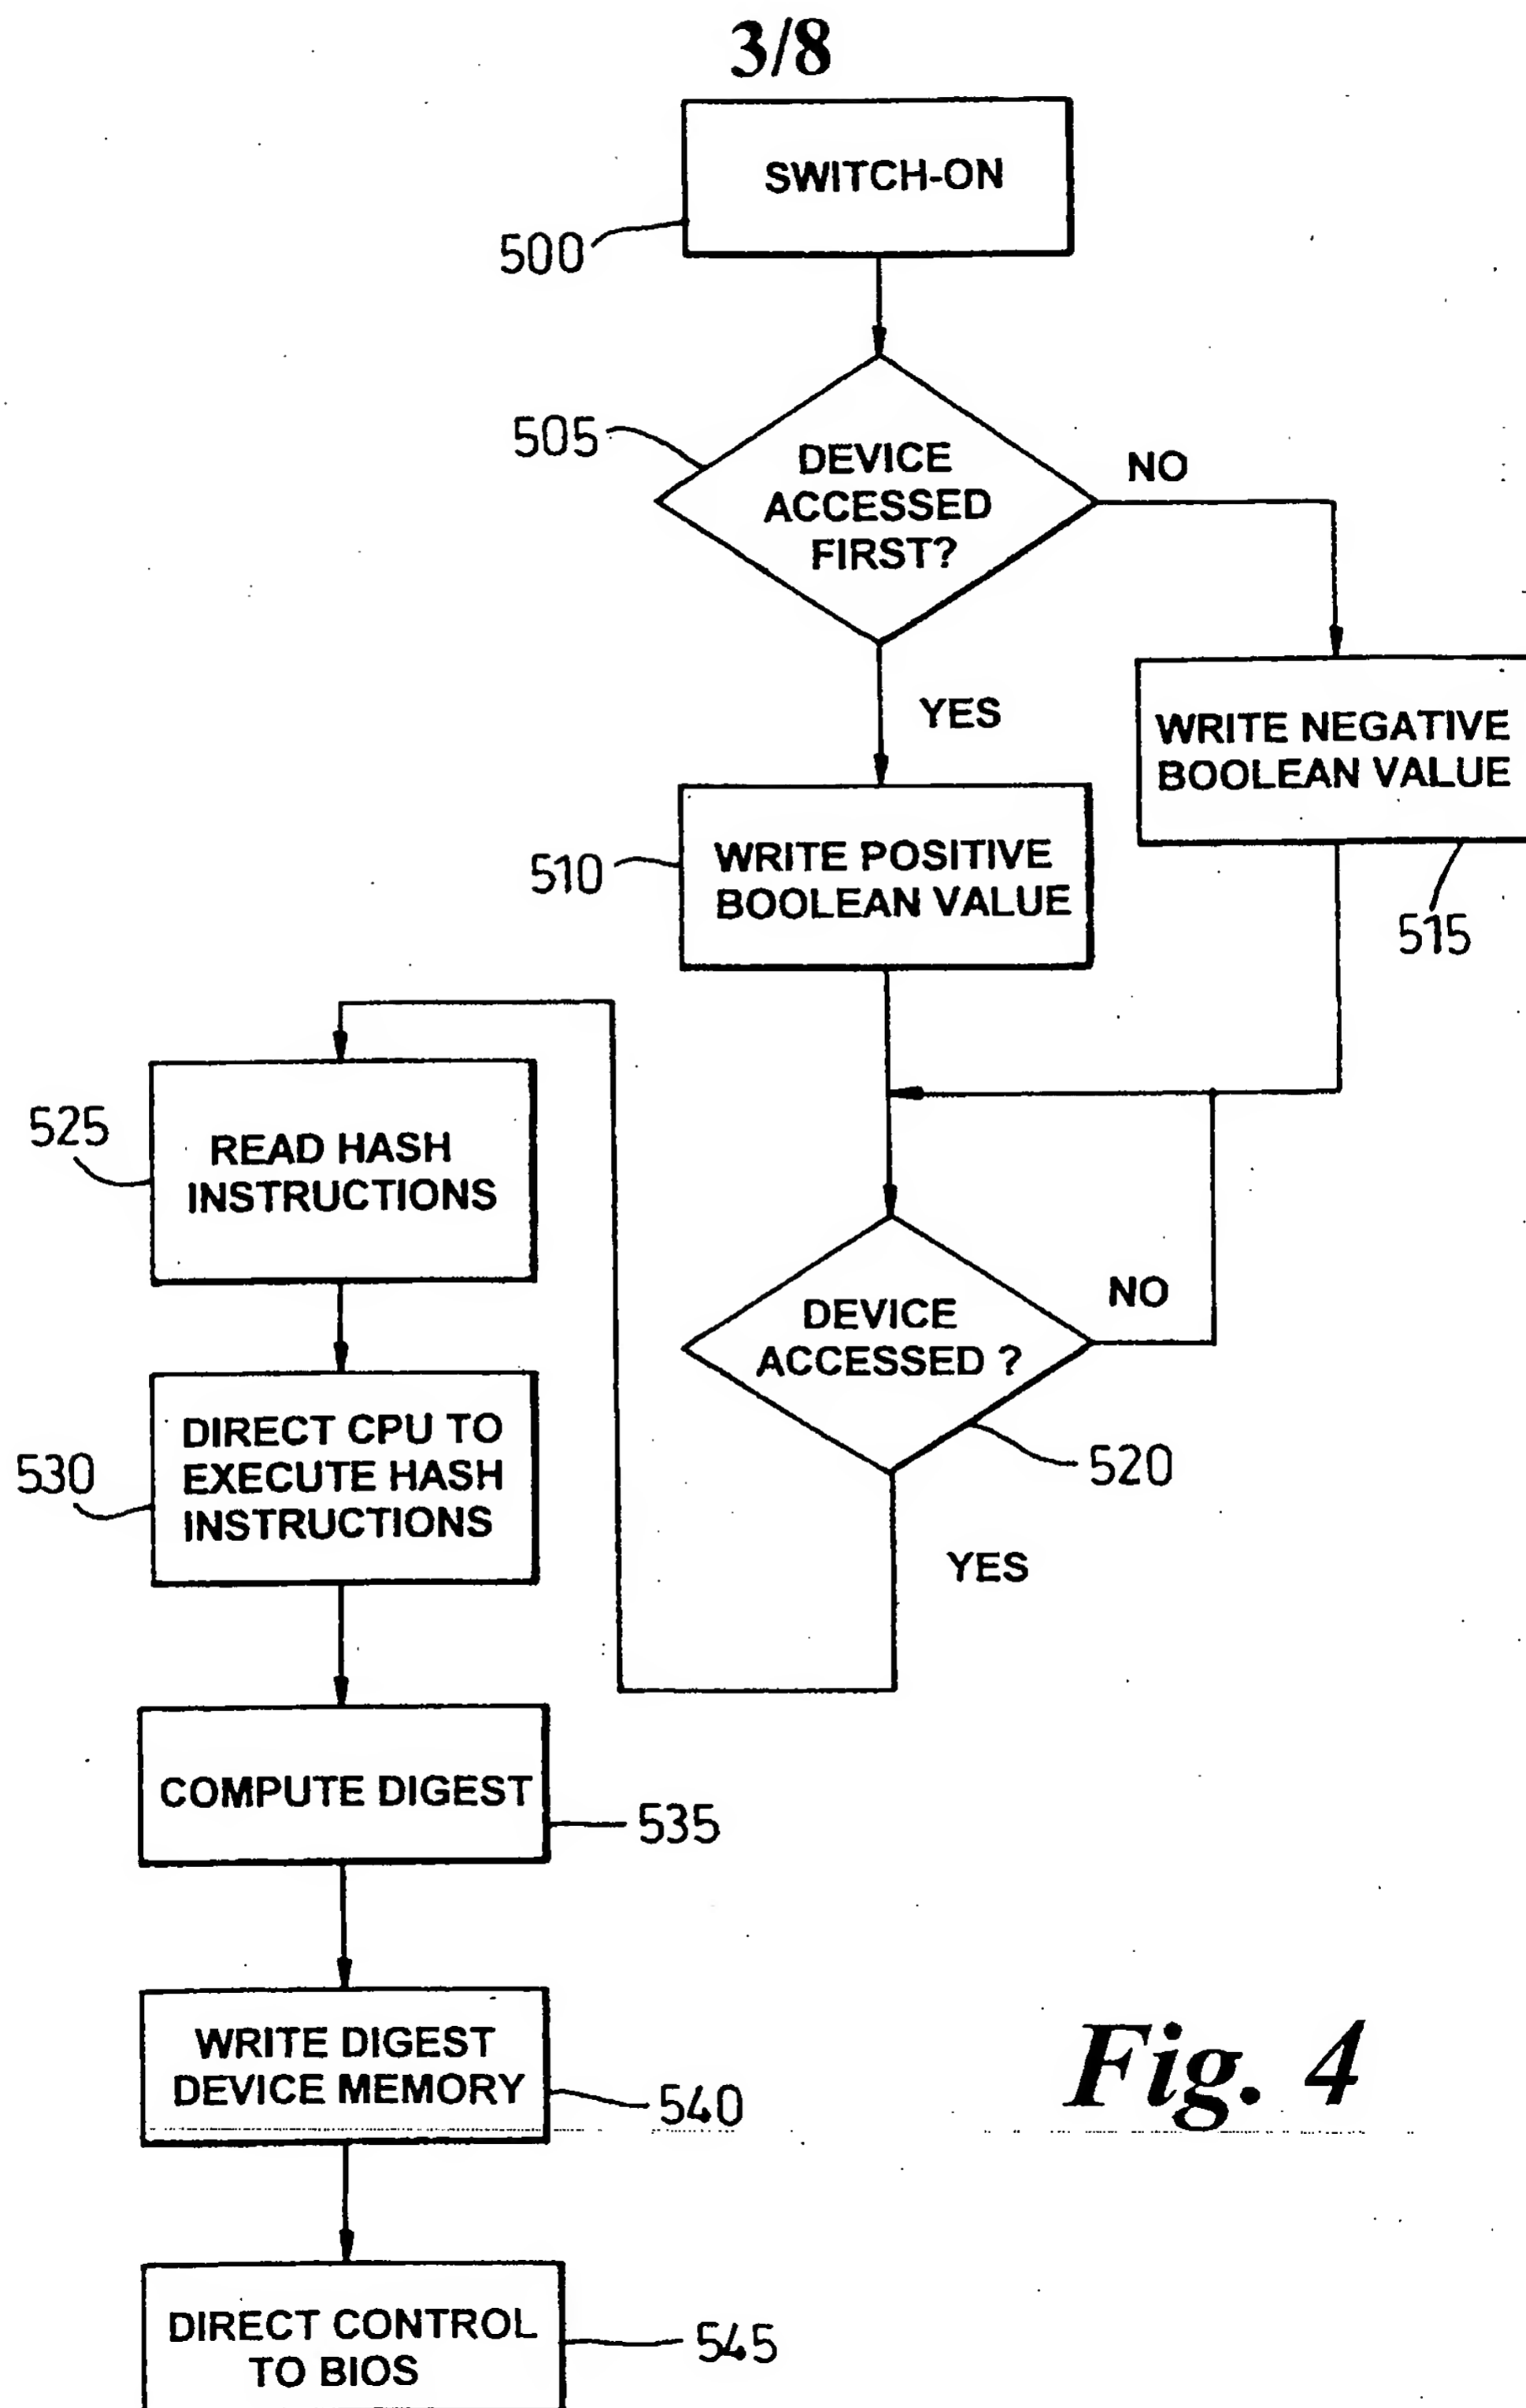 3/8
SWITCH-ON
500
505
DEVICE
ACCESSED
FIRST?
NO
YES
WRITE NEGATIVE
BOOLEAN VALUE
515
510
WRITE POSITIVE
BOOLEAN VALUE
525
READ HASH
INSTRUCTIONS
DEVICE
ACCESSED ?
NO
520
YES
530
DIRECT CPU TO
EXECUTE HASH
INSTRUCTIONS
COMPUTE DIGEST
535
WRITE DIGEST
DEVICE MEMORY
540
DIRECT CONTROL
TO BIOS
545
Fig. 4